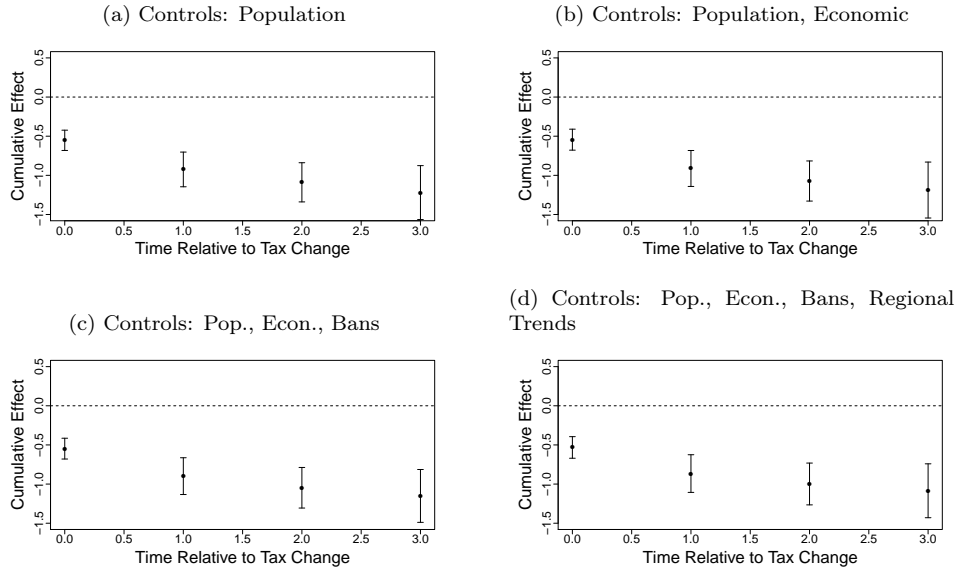 (a) Controls: Population
Cumulative Effect
0.5
0.0
−0.5
−1.0
−1.5
0.0 0.5 1.0 1.5 2.0 2.5 3.0
Time Relative to Tax Change
(b) Controls: Population, Economic
Cumulative Effect
0.5
0.0
−0.5
−1.0
−1.5
0.0 0.5 1.0 1.5 2.0 2.5 3.0
Time Relative to Tax Change
(c) Controls: Pop., Econ., Bans
Cumulative Effect
0.5
0.0
−0.5
−1.0
−1.5
0.0 0.5 1.0 1.5 2.0 2.5 3.0
Time Relative to Tax Change
(d) Controls: Pop., Econ., Bans, Regional
Trends
Cumulative Effect
0.5
0.0
−0.5
−1.0
−1.5
0.0 0.5 1.0 1.5 2.0 2.5 3.0
Time Relative to Tax Change